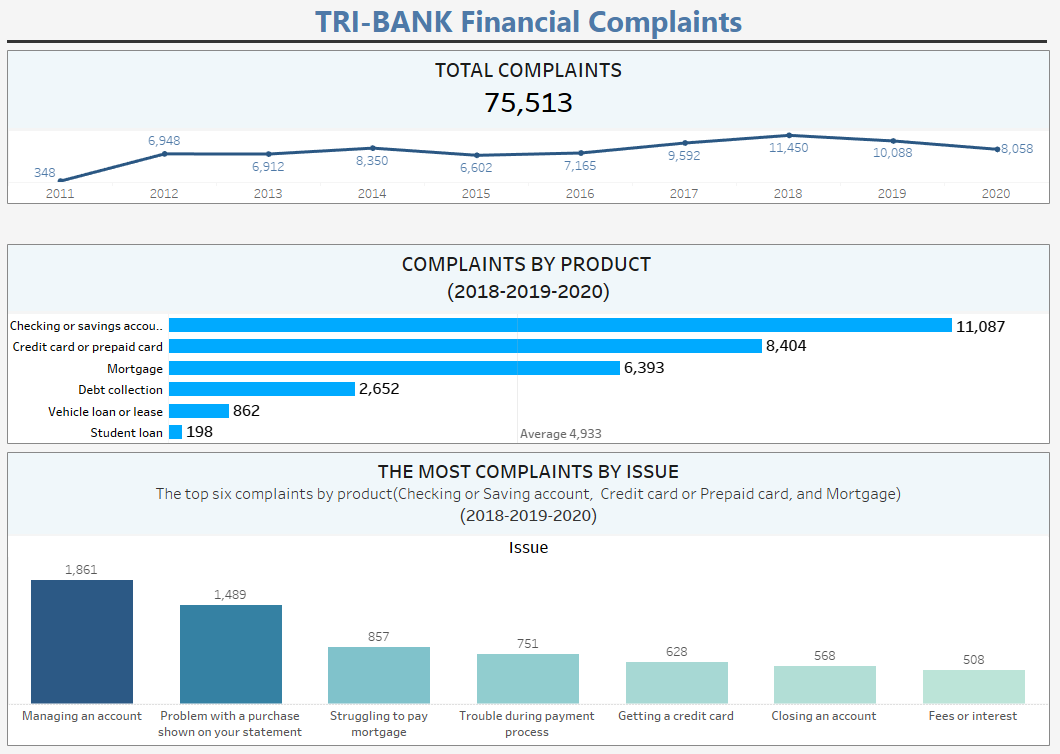 TRI-BANK Financial Complaints
TOTAL COMPLAINTS
75,513
348
6,948
6,912
8,350
6,602
7,165
9,592
11,450
10,088
8,058
2011 2012 2013 2014 2015 2016 2017 2018 2019 2020
COMPLAINTS BY PRODUCT
(2018-2019-2020)
Checking or savings accou.. 11,087
Credit card or prepaid card 8,404
Mortgage 6,393
Debt collection 2,652
Vehicle loan or lease 862
Student loan 198
Average 4,933
THE MOST COMPLAINTS BY ISSUE
The top six complaints by product(Checking or Saving account,  Credit card or Prepaid card, and Mortgage)
(2018-2019-2020)
Issue
1,861
1,489
857
751
628
568
508
Managing an account
Problem with a purchase
shown on your statement
Struggling to pay
mortgage
Trouble during payment
process
Getting a credit card
Closing an account
Fees or interest